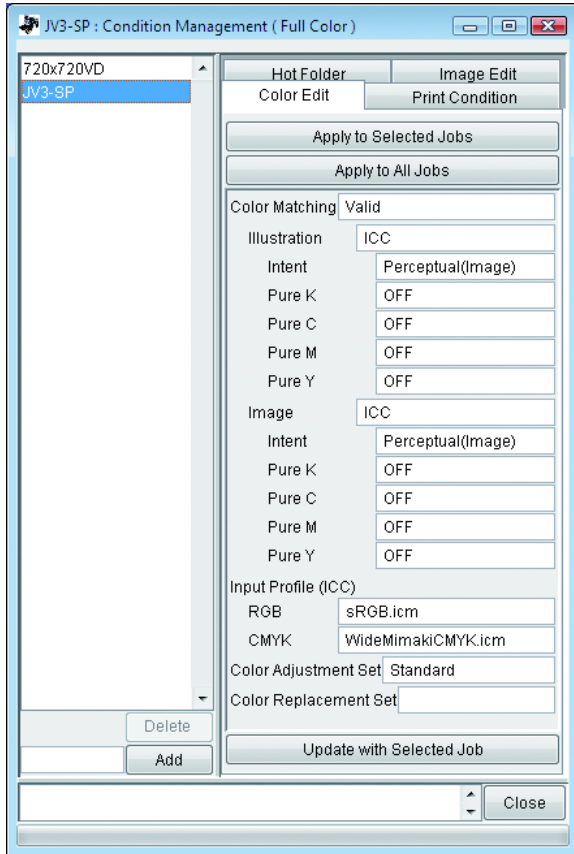 JV3-SP : Condition Management ( Full Color )
720x720VD
JV3-SP
Hot Folder Image Edit
Color Edit Print Condition
Apply to Selected Jobs
Apply to All Jobs
Color Matching Valid
Illustration ICC
Intent Perceptual(Image)
Pure K OFF
Pure C OFF
Pure M OFF
Pure Y OFF
Image ICC
Intent Perceptual(Image)
Pure K OFF
Pure C OFF
Pure M OFF
Pure Y OFF
Input Profile (ICC)
RGB sRGB.icm
CMYK WideMimakiCMYK.icm
Color Adjustment Set Standard
Color Replacement Set
Delete
Add
Update with Selected Job
Close